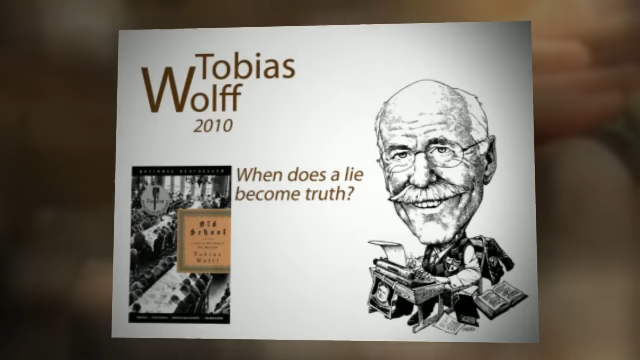 Tobias
Wolff
2010
When does a lie
become truth?
NATIONAL BESTSELLER
Old
School
Tobias
Wolff